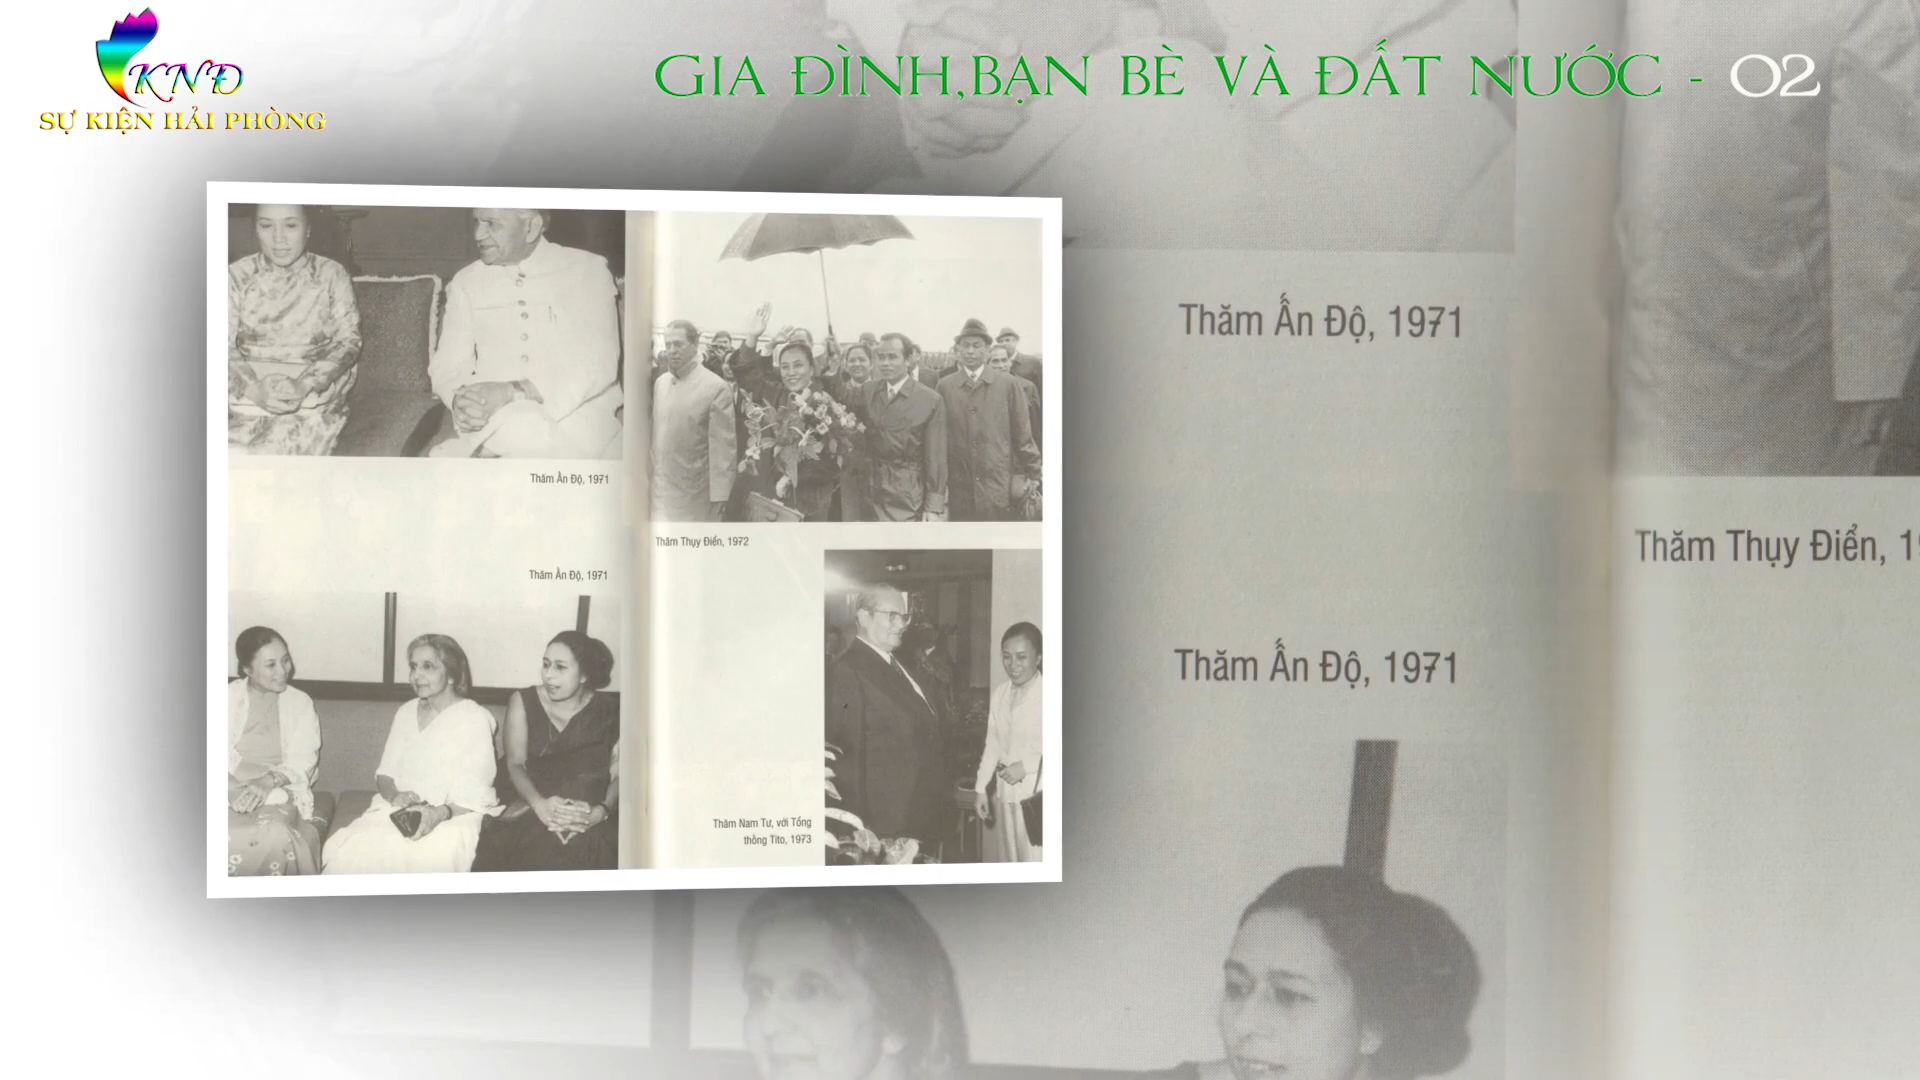 KNĐ
SỰ KIỆN HẢI PHÒNG
GIA ĐÌNH,BẠN BÈ VÀ ĐẤT NƯỚC - 02
Thăm Ấn Độ, 1971
Thăm Thụy Điển, 1972
Thăm Ấn Độ, 1971
Thăm Nam Tư, với Tổng
thống Tito, 1973
Thăm Ấn Độ, 1971
Thăm Thụy Điển, 19
Thăm Ấn Độ, 1971